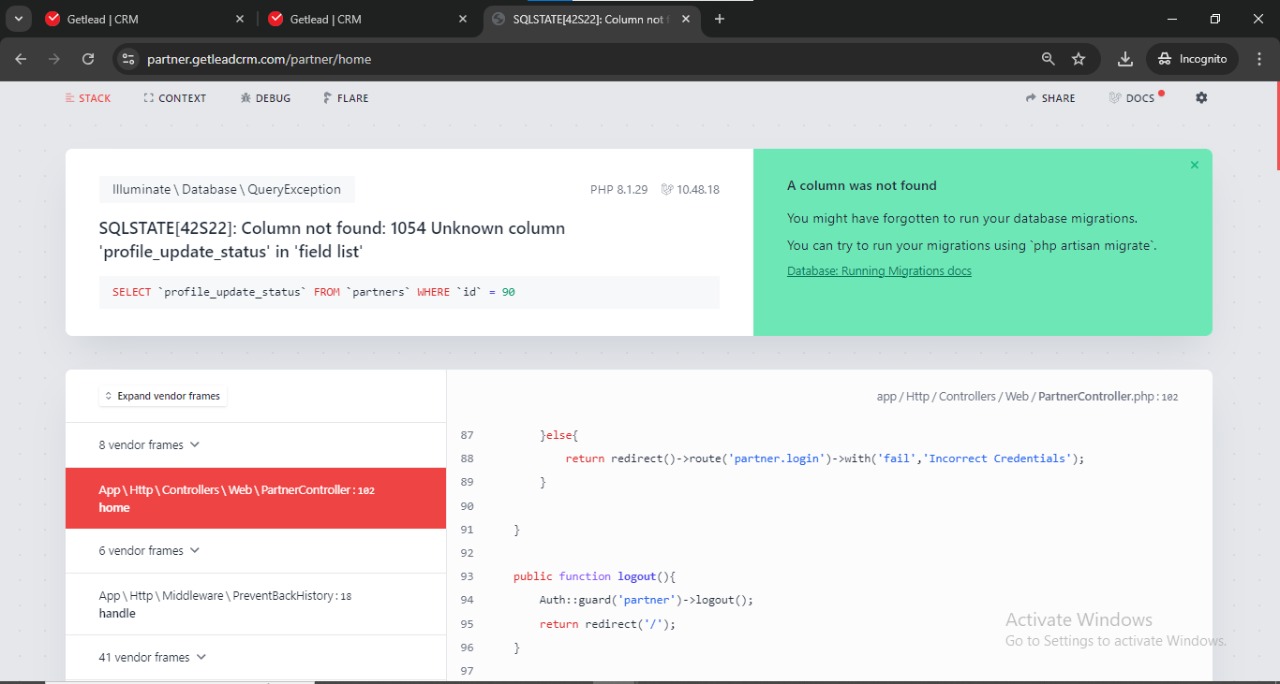 Getlead | CRM
Getlead | CRM
SQLSTATE[42S22]: Column not f
partner.getleadcrm.com/partner/home
Incognito
STACK
CONTEXT
DEBUG
FLARE
SHARE
DOCS
Illuminate \ Database \ QueryException
PHP 8.1.29
10.48.18
SQLSTATE[42S22]: Column not found: 1054 Unknown column
'profile_update_status' in 'field list'
SELECT `profile_update_status` FROM `partners` WHERE `id` = 90
A column was not found
You might have forgotten to run your database migrations.
You can try to run your migrations using `php artisan migrate`.
Database: Running Migrations docs
Expand vendor frames
8 vendor frames
App \ Http \ Controllers \ Web \ PartnerController : 102
home
6 vendor frames
App \ Http \ Middleware \ PreventBackHistory : 18
handle
41 vendor frames
app / Http / Controllers / Web / PartnerController.php : 102
87 }else{
88 return redirect()->route('partner.login')->with('fail','Incorrect Credentials');
89 }
90
91 }
92
93 public function logout(){
94 Auth::guard('partner')->logout();
95 return redirect('/');
96 }
97
Activate Windows
Go to Settings to activate Windows.